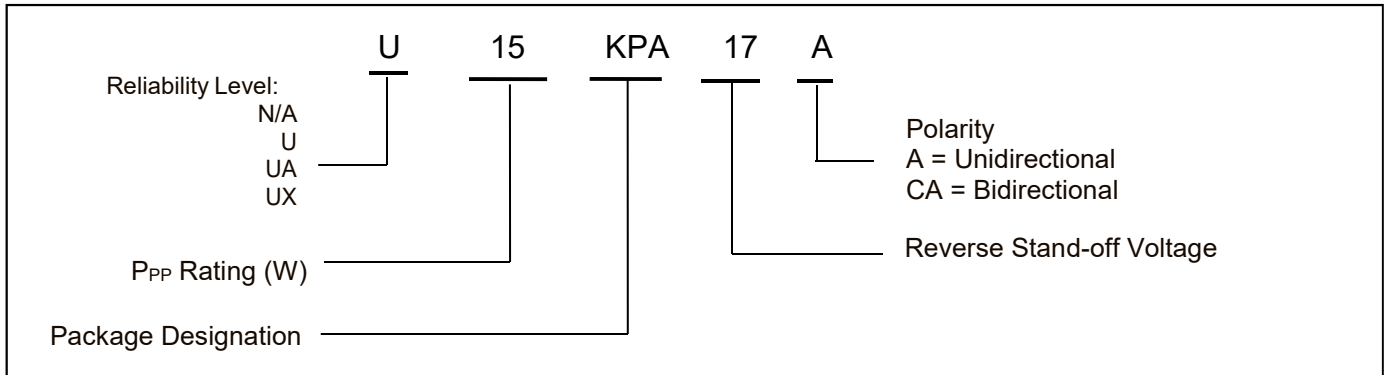 U 15 KPA 17 A
Reliability Level:
N/A
U
UA
UX
PPP Rating (W)
Package Designation
Polarity
A = Unidirectional
CA = Bidirectional
Reverse Stand-off Voltage